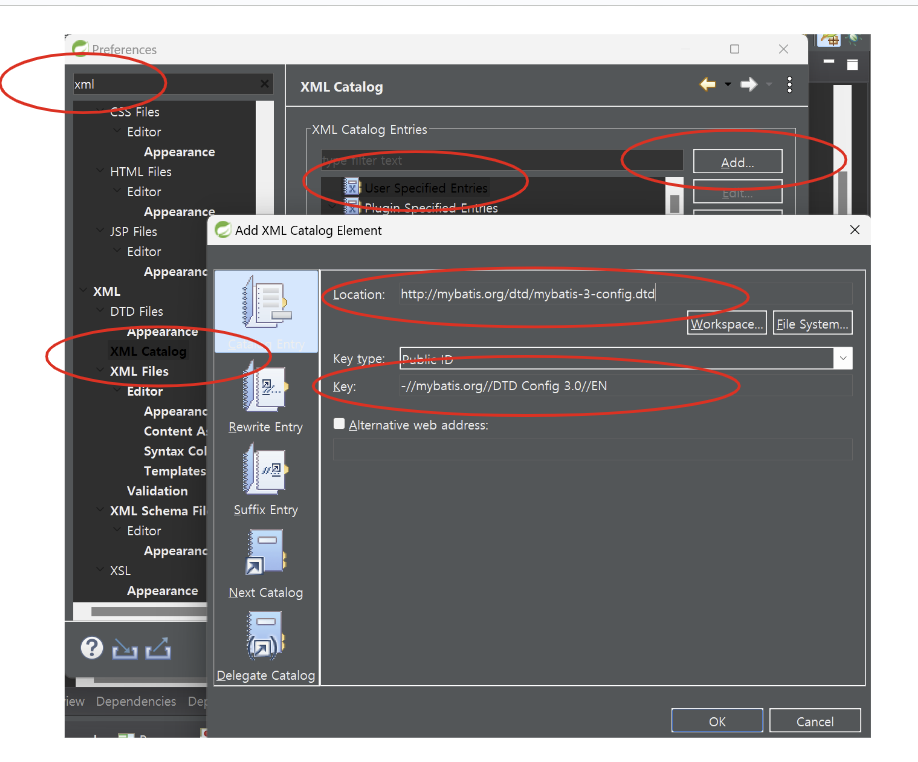 Preferences
xml
CSS Files
Editor
Appearance
HTML Files
Editor
Appearance
JSP Files
Editor
Appearanc
XML
DTD Files
Appearance
XML Catalog
XML Files
Editor
Appearanc
Content A
Syntax Col
Templates
Validation
XML Schema Fil
Editor
Appearanc
XSL
Appearance
XML Catalog
XML Catalog Entries
type filter text
Add...
User Specified Entries
Edit...
Plugin Specified Entries
Add XML Catalog Element
Catalog Entry
Rewrite Entry
Suffix Entry
Next Catalog
Delegate Catalog
Location: http://mybatis.org/dtd/mybatis-3-config.dtd
Workspace... File System...
Key type: Public ID
Key: -//mybatis.org//DTD Config 3.0//EN
Alternative web address:
OK Cancel
iew Dependencies Dep